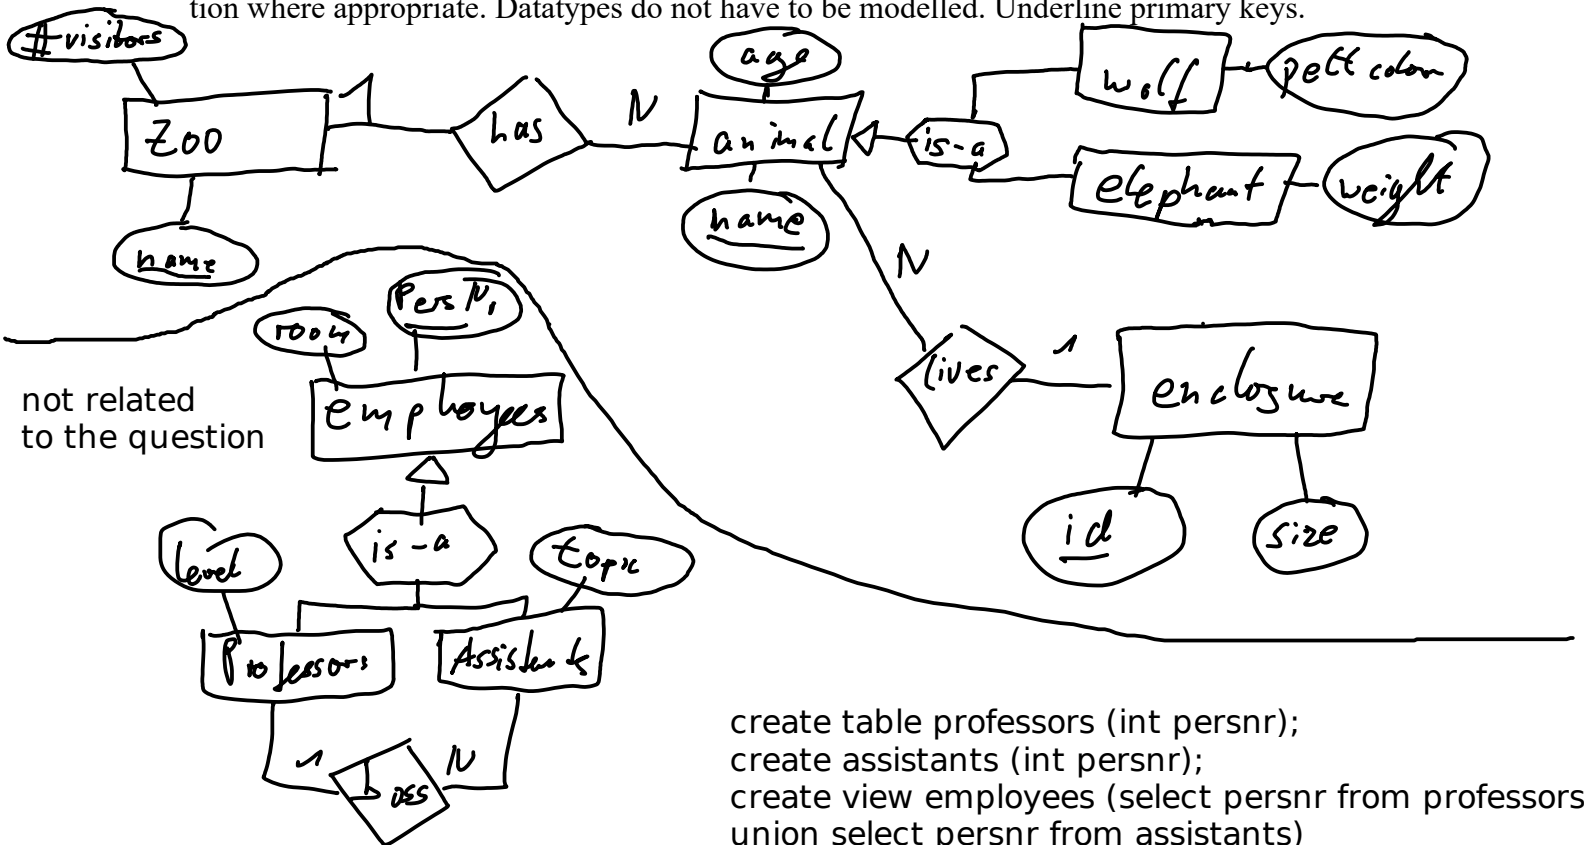 tion where appropriate. Datatypes do not have to be modelled. Underline primary keys.
#visitors
age
wolf
pelt colour
zoo
1
has
N
animal
is-a
elephant
weight
name
name
N
PersNr
room
lives
1
enclosure
not related
to the question
employees
id
size
is-a
level
topic
Professors
Assistants
1
boss
N
create table professors (int persnr);
create assistants (int persnr);
create view employees (select persnr from professors
union select persnr from assistants)